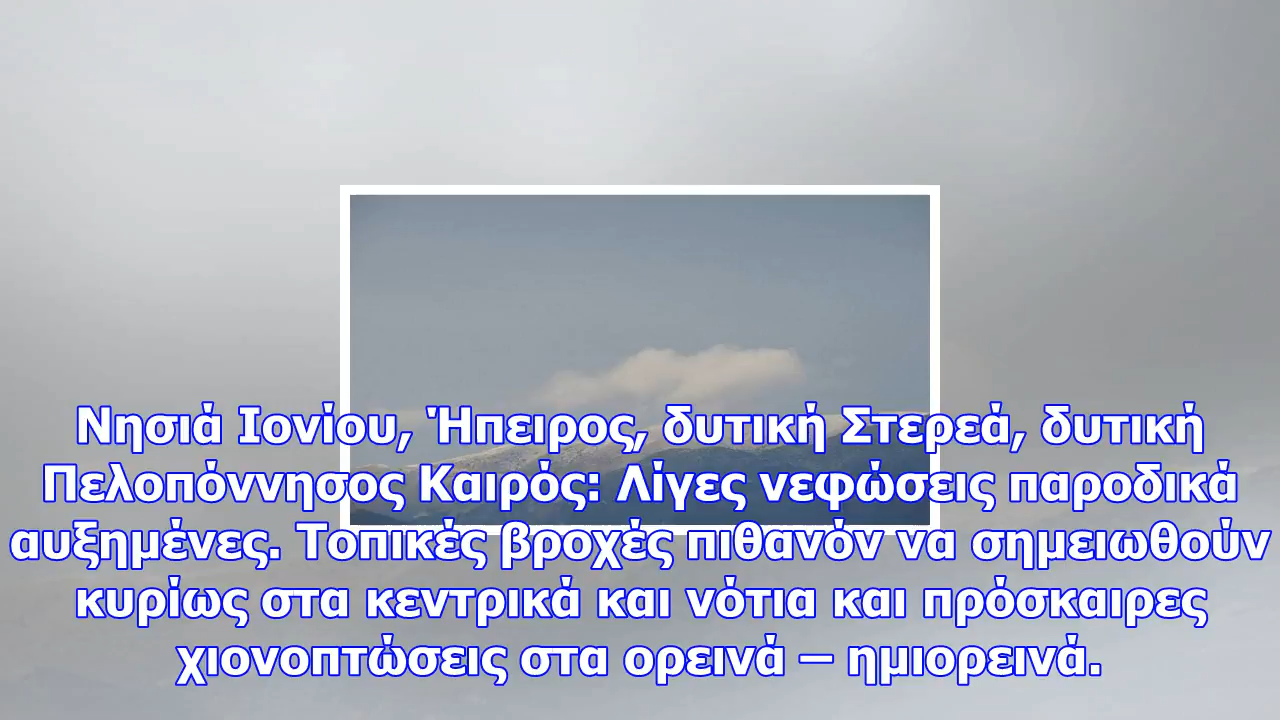 Νησιά Ιονίου, Ήπειρος, δυτική Στερεά, δυτική
Πελοπόννησος Καιρός: Λίγες νεφώσεις παροδικά
αυξημένες. Τοπικές βροχές πιθανόν να σημειωθούν
κυρίως στα κεντρικά και νότια και πρόσκαιρες
χιονοπτώσεις στα ορεινά – ημιορεινά.